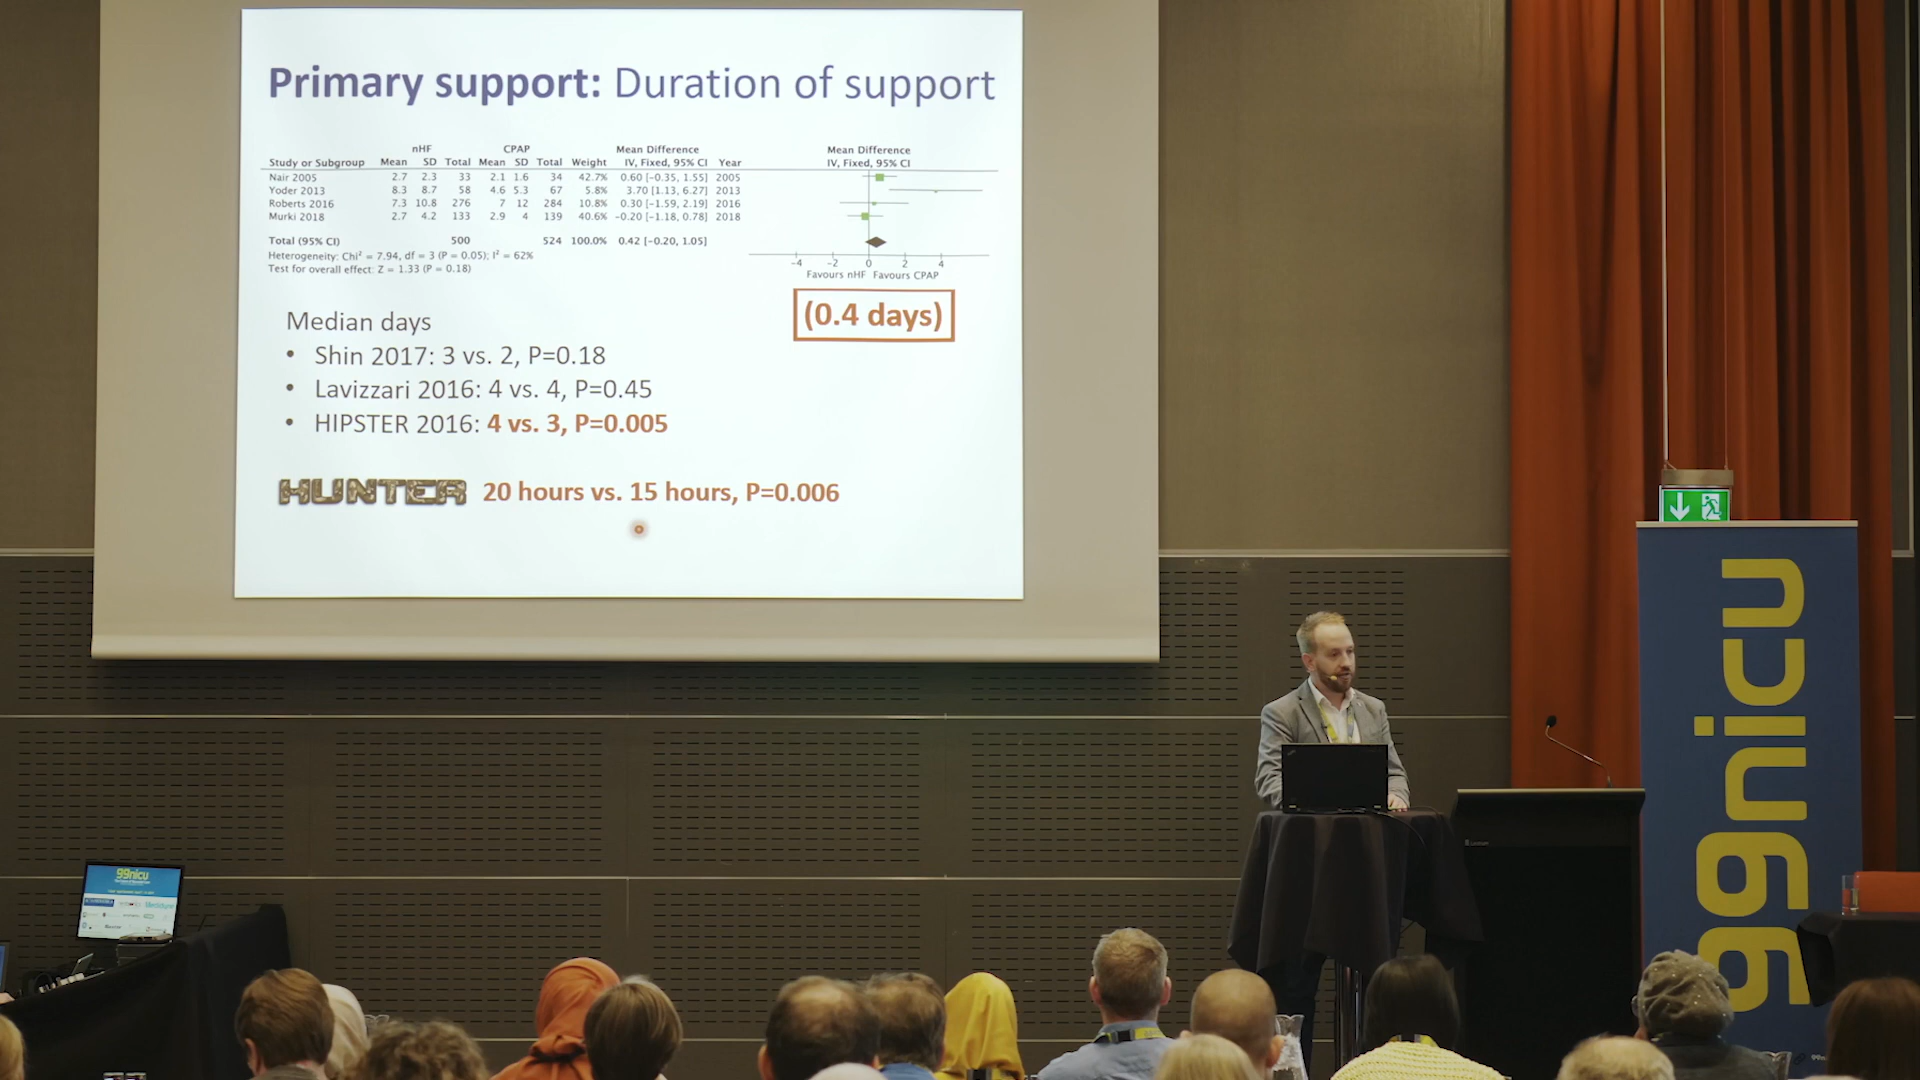 Primary support: Duration of support
nHF CPAP Mean Difference Mean Difference
Study or Subgroup Mean SD Total Mean SD Total Weight IV, Fixed, 95% CI Year IV, Fixed, 95% CI
Nair 2005 2.7 2.3 33 2.1 1.6 34 42.7% 0.60 [-0.35, 1.55] 2005
Yoder 2013 8.3 8.7 58 4.6 5.3 67 5.8% 3.70 [1.13, 6.27] 2013
Roberts 2016 7.3 10.8 276 7 12 284 10.8% 0.30 [-1.59, 2.19] 2016
Murki 2018 2.7 4.2 133 2.9 4 139 40.6% -0.20 [-1.18, 0.78] 2018
Total (95% CI) 500 524 100.0% 0.42 [-0.20, 1.05]
Heterogeneity: Chi² = 7.94, df = 3 (P = 0.05); I² = 62%
Test for overall effect: Z = 1.33 (P = 0.18)
-4 -2 0 2 4
Favours nHF Favours CPAP
(0.4 days)
Median days
• Shin 2017: 3 vs. 2, P=0.18
• Lavizzari 2016: 4 vs. 4, P=0.45
• HIPSTER 2016: 4 vs. 3, P=0.005
HUNTER 20 hours vs. 15 hours, P=0.006
99nicu
99nicu